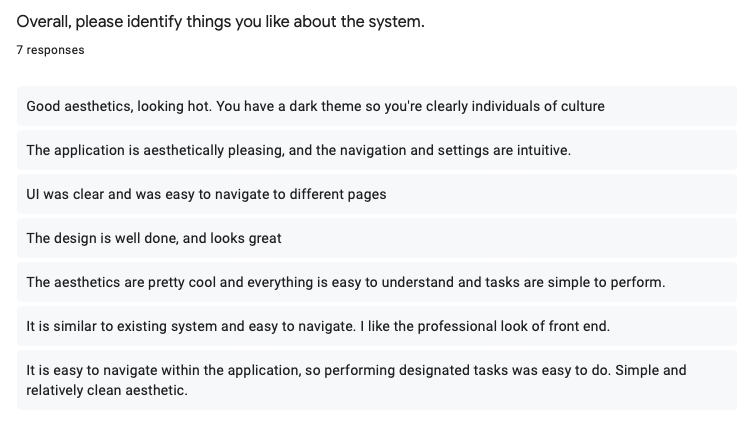 Overall, please identify things you like about the system.
7 responses
Good aesthetics, looking hot. You have a dark theme so you're clearly individuals of culture
The application is aesthetically pleasing, and the navigation and settings are intuitive.
UI was clear and was easy to navigate to different pages
The design is well done, and looks great
The aesthetics are pretty cool and everything is easy to understand and tasks are simple to perform.
It is similar to existing system and easy to navigate. I like the professional look of front end.
It is easy to navigate within the application, so performing designated tasks was easy to do. Simple and
relatively clean aesthetic.